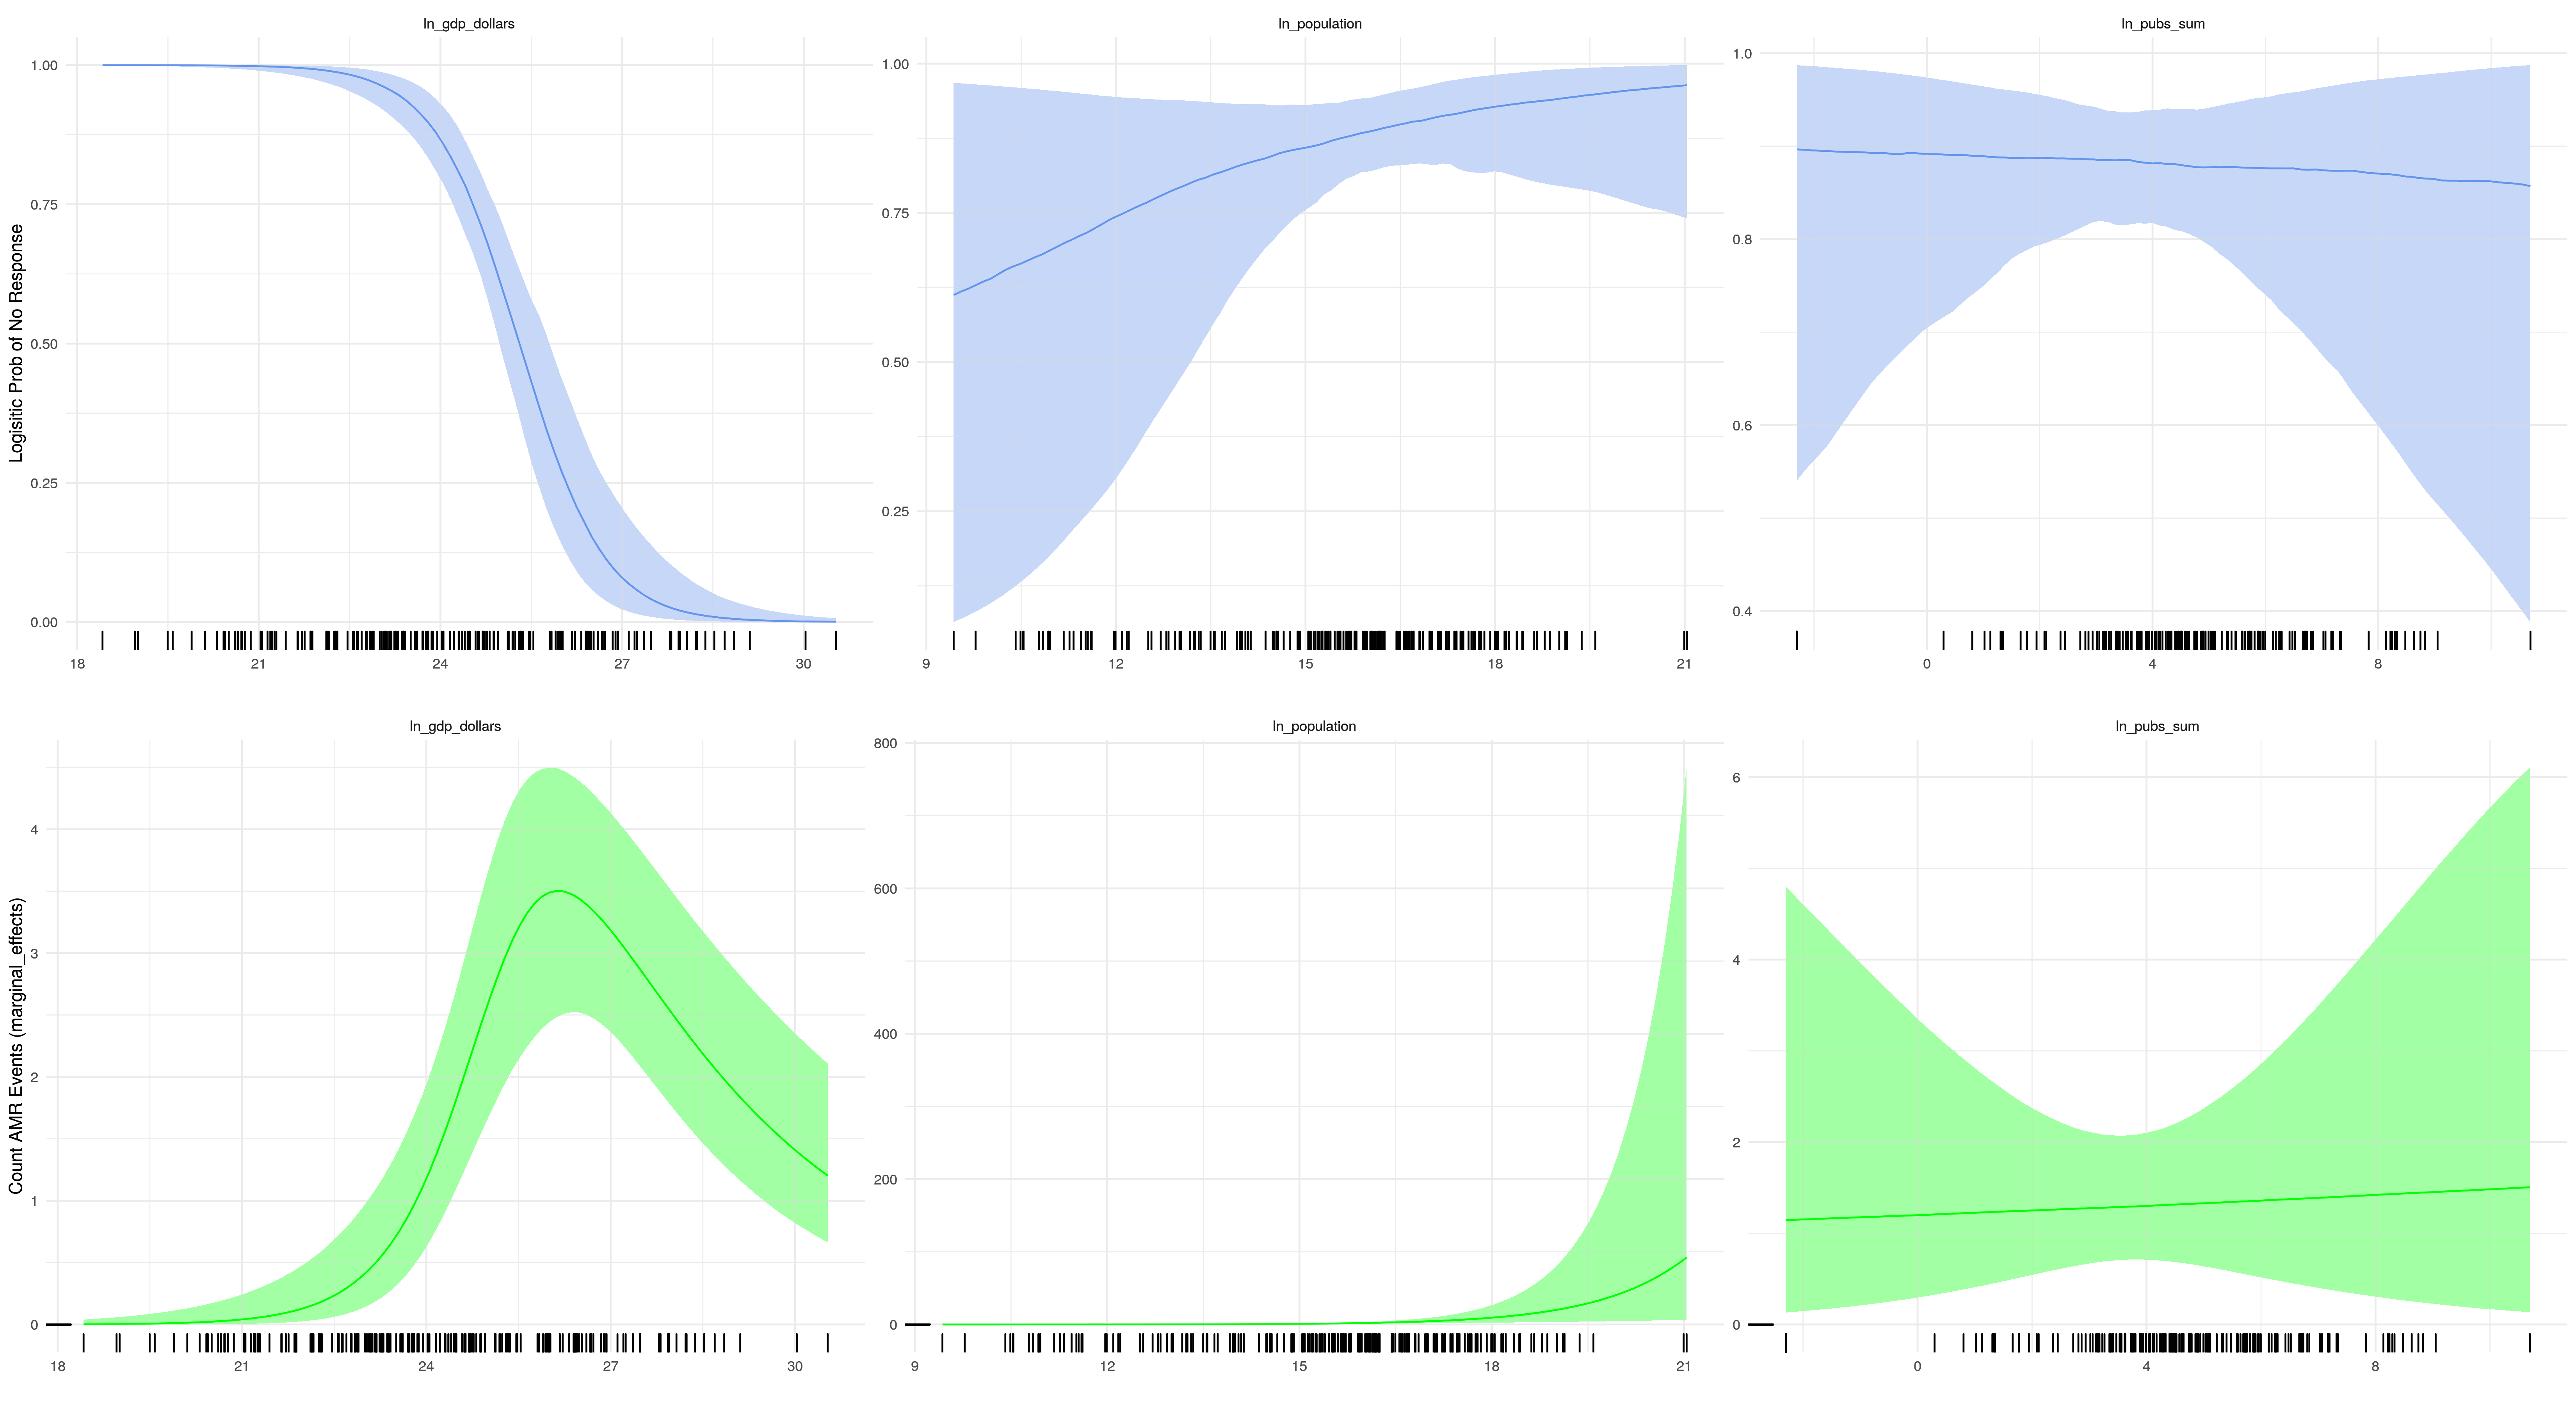 ln_gdp_dollars
ln_population
ln_pubs_sum
Logisitic Prob of No Response
1.00
0.75
0.50
0.25
0.00
18 21 24 27 30
1.00
0.75
0.50
0.25
9 12 15 18 21
1.0
0.8
0.6
0.4
0 4 8
ln_gdp_dollars
ln_population
ln_pubs_sum
Count AMR Events (marginal_effects)
4
3
2
1
0
18 21 24 27 30
800
600
400
200
0
9 12 15 18 21
6
4
2
0
0 4 8